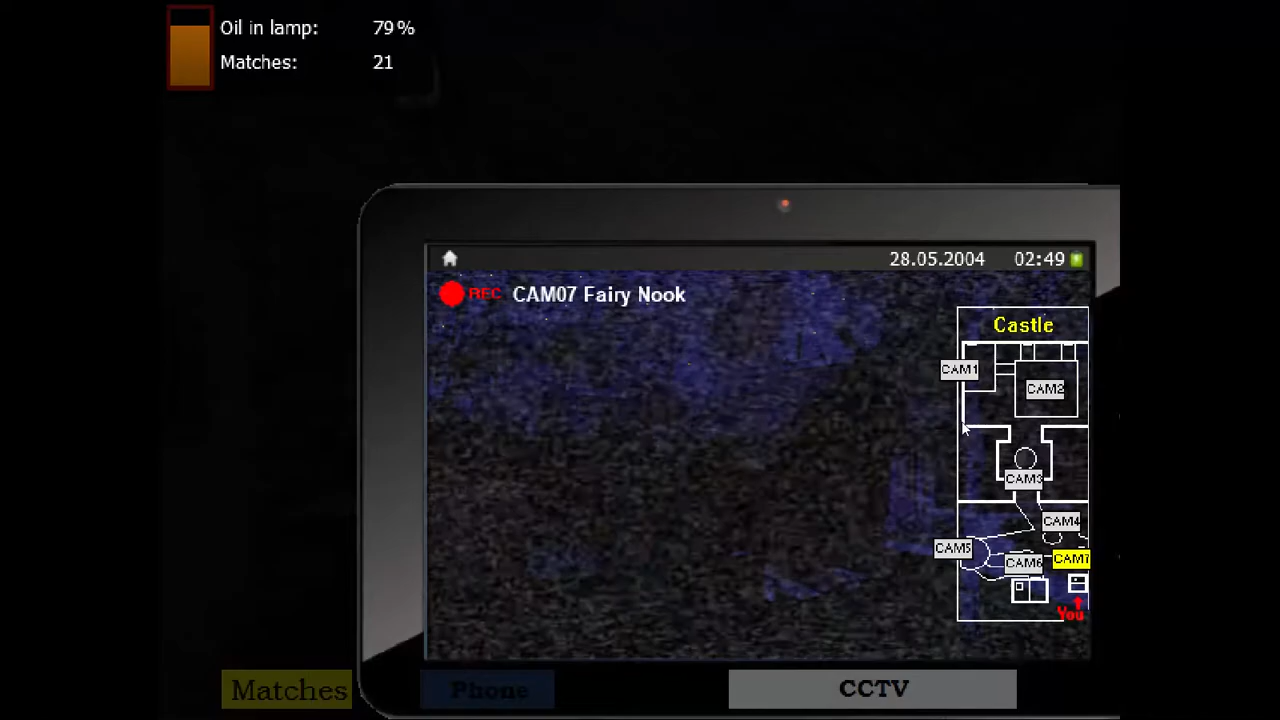 Oil in lamp: 79%
Matches: 21
28.05.2004 02:49
REC CAM07 Fairy Nook
Castle
CAM1
CAM2
CAM3
CAM4
CAM5
CAM6
CAM7
You
Matches
Phone
CCTV